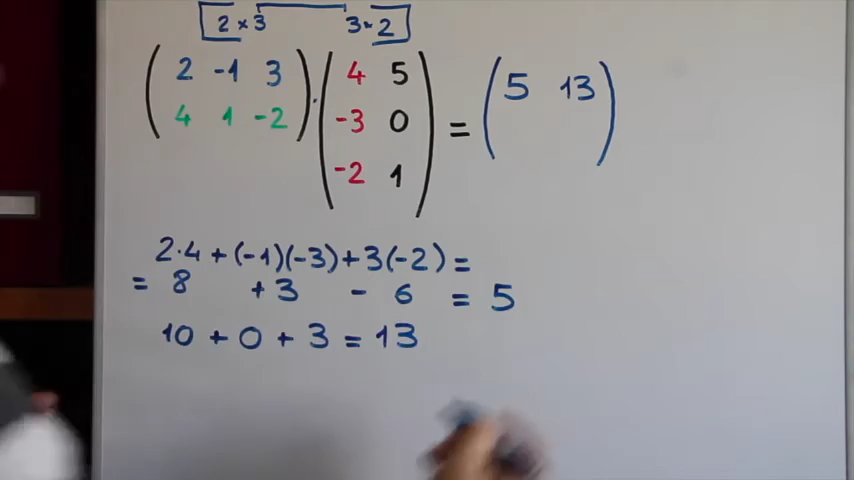 2 × 3 3 × 2
2 -1 3 4 5 5 13
4 1 -2 · -3 0 =
-2 1
2·4 + (-1)(-3) + 3(-2) =
= 8 + 3 - 6 = 5
10 + 0 + 3 = 13